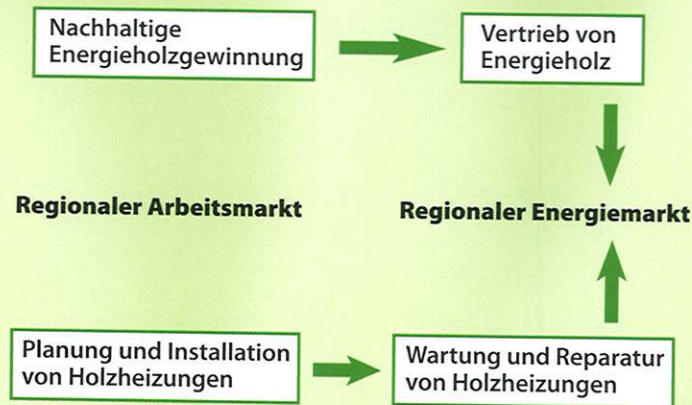 Nachhaltige
Energieholzgewinnung
Vertrieb von
Energieholz
Regionaler Arbeitsmarkt
Regionaler Energiemarkt
Planung und Installation
von Holzheizungen
Wartung und Reparatur
von Holzheizungen